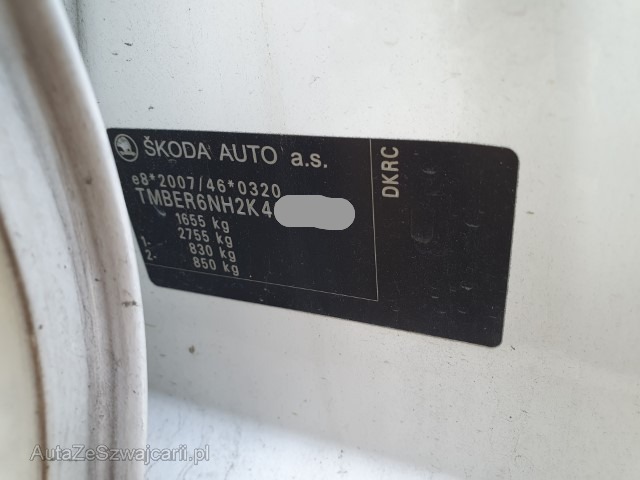 ŠKODA AUTO a.s.
e8*2007/46*0320
TMBER6NH2K4
1655 kg
2755 kg
1- 830 kg
2- 850 kg
DKRC
AutaZeSzwajcarii.pl